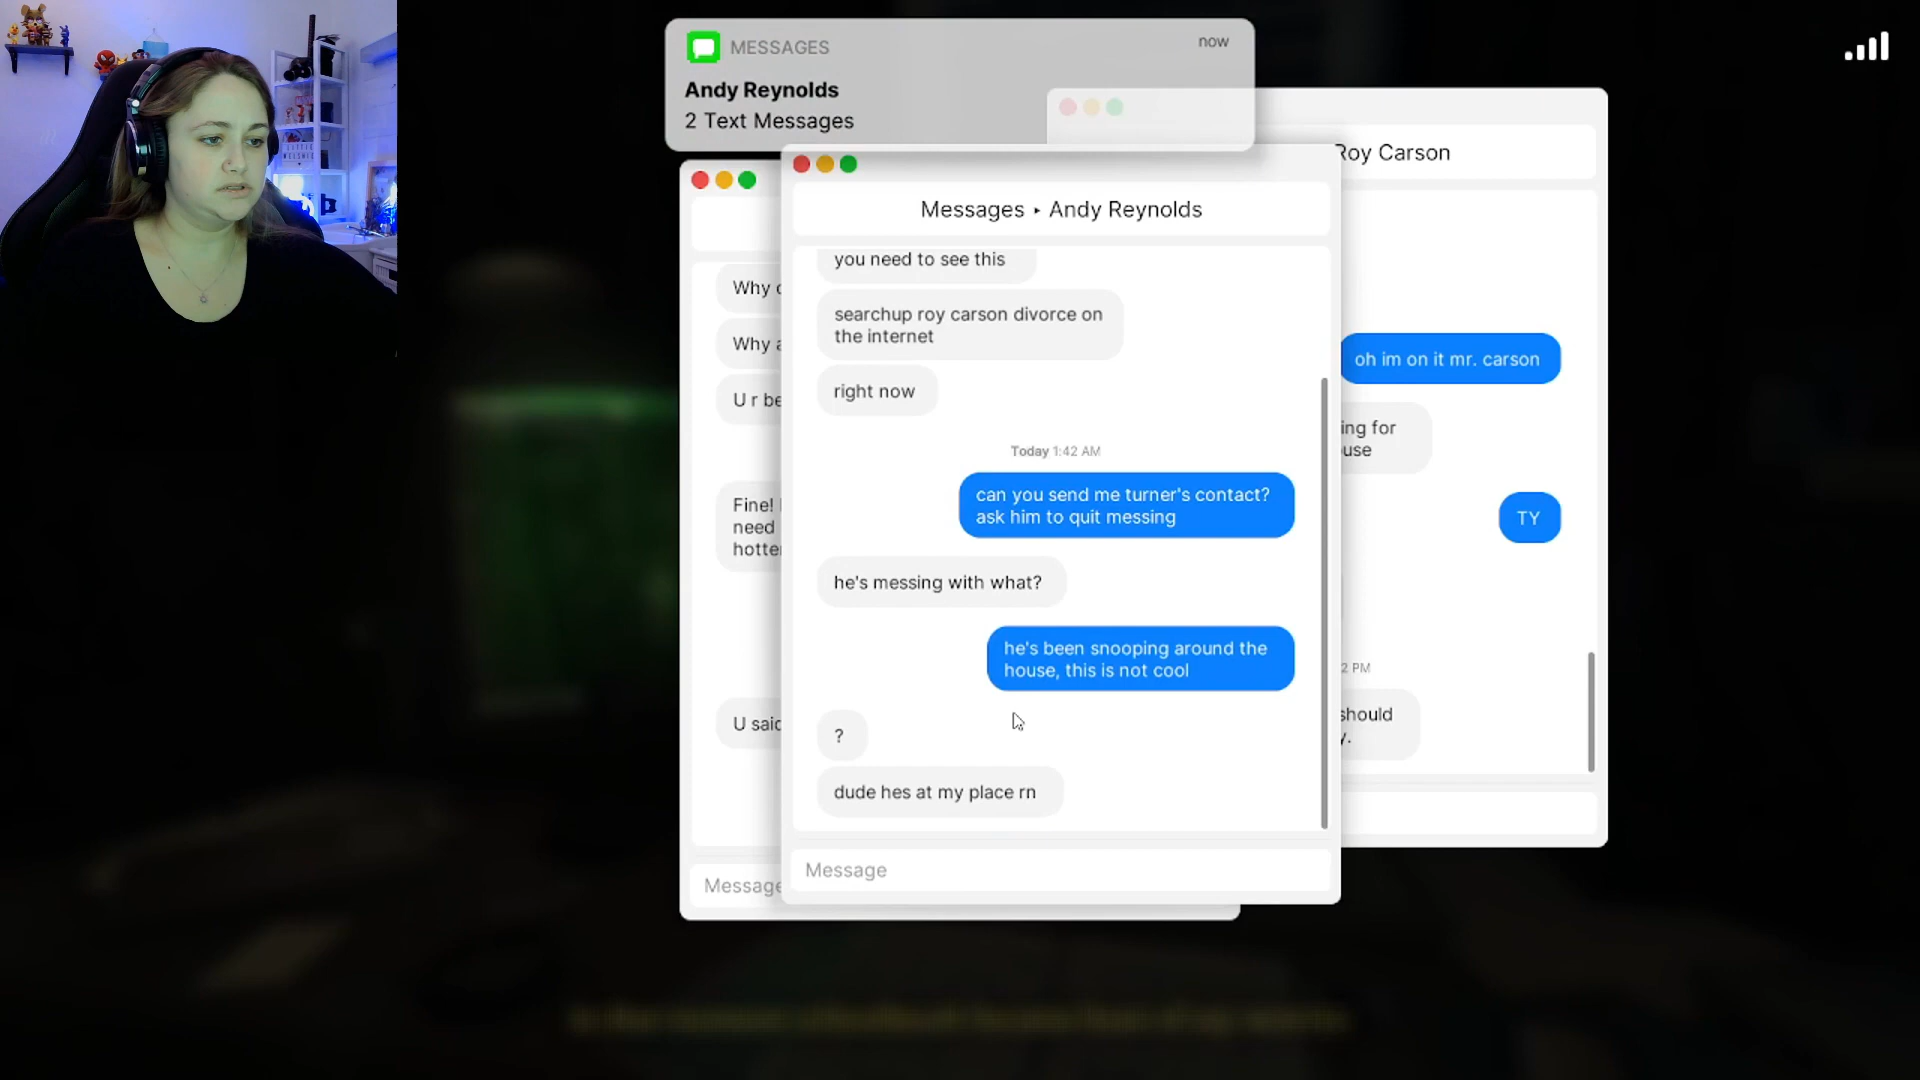 MESSAGES
now
Andy Reynolds
2 Text Messages
Roy Carson
Messages ▸ Andy Reynolds
you need to see this
searchup roy carson divorce on
the internet
right now
Today 1:42 AM
can you send me turner's contact?
ask him to quit messing
he's messing with what?
he's been snooping around the
house, this is not cool
?
dude hes at my place rn
Message
Why
Why
U r be
Fine!
need
hotte
U said
Message
oh im on it mr. carson
ing for
use
TY
2 PM
should
y.